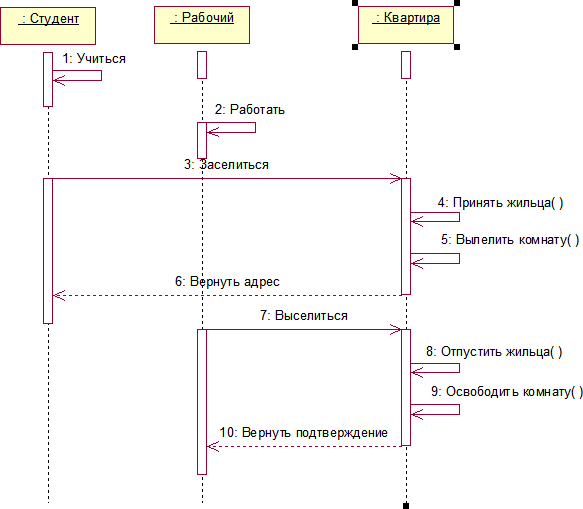 : Студент
: Рабочий
: Квартира
1: Учиться
2: Работать
3: Заселиться
4: Принять жильца( )
5: Вылелить комнату( )
6: Вернуть адрес
7: Выселиться
8: Отпустить жильца( )
9: Освободить комнату( )
10: Вернуть подтверждение